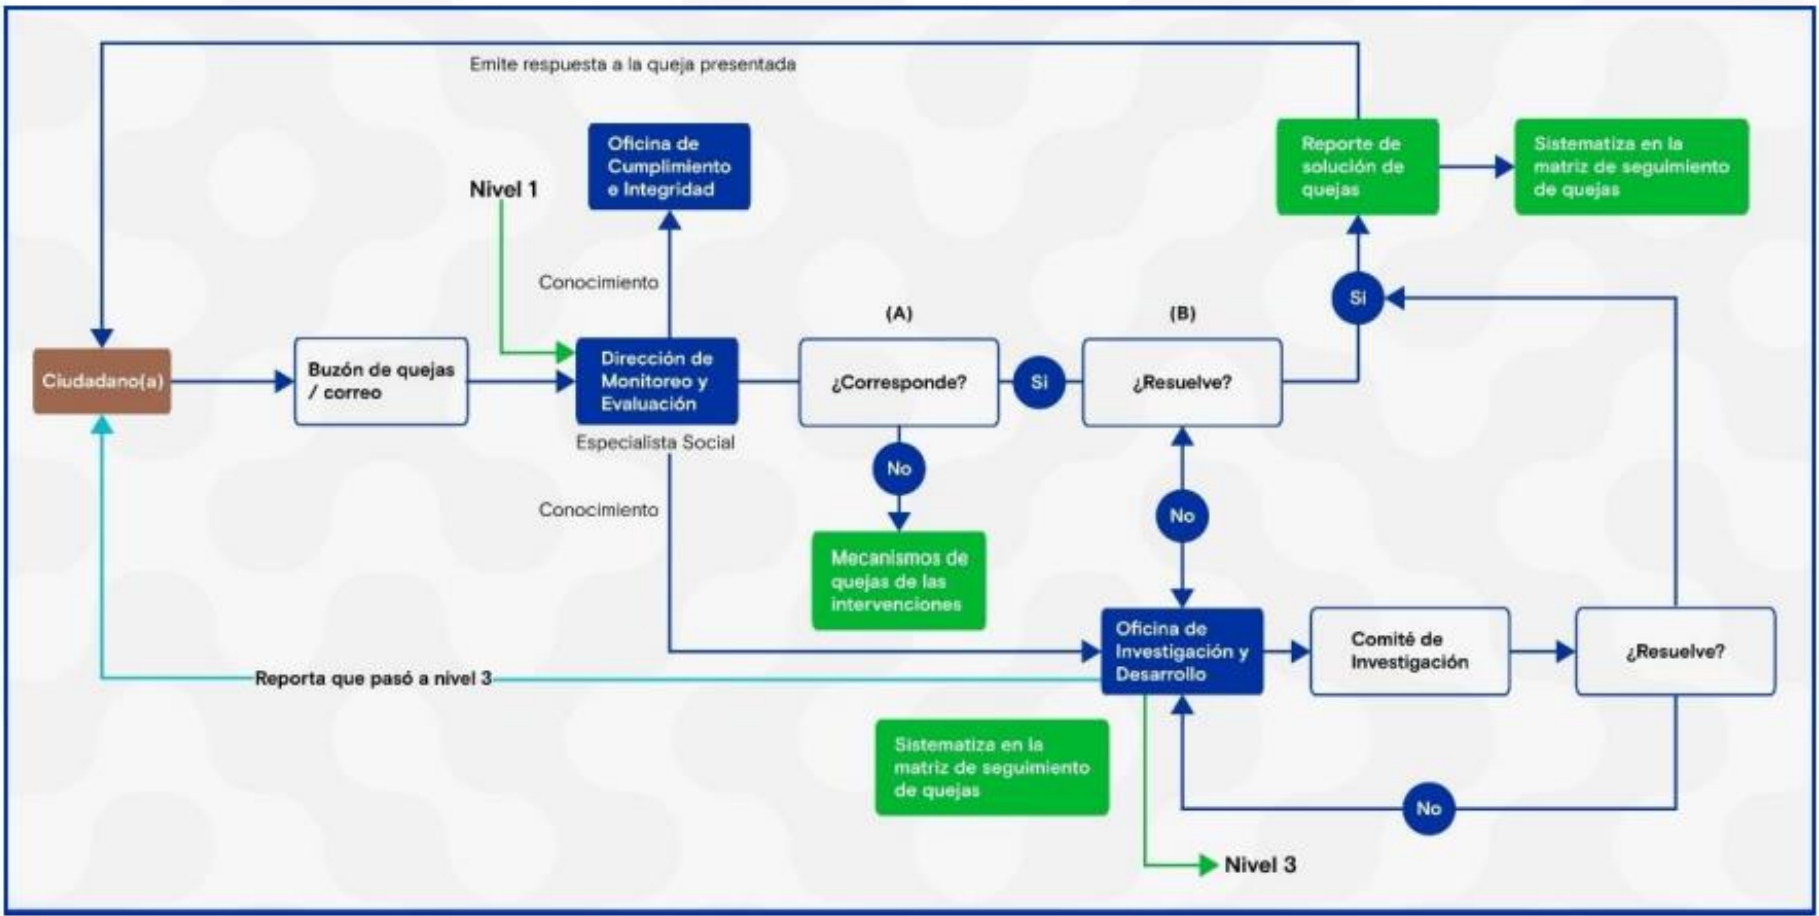 Emite respuesta a la queja presentada
Oficina de
Cumplimiento
e Integridad
Reporte de
solución de
quejas
Sistematiza en la
matriz de seguimiento
de quejas
Nivel 1
Conocimiento
Si
(A)
(B)
Ciudadano(a)
Buzón de quejas
/ correo
Dirección de
Monitoreo y
Evaluación
¿Corresponde?
Si
¿Resuelve?
Especialista Social
No
Conocimiento
No
Mecanismos de
quejas de las
intervenciones
Oficina de
Investigación y
Desarrollo
Comité de
Investigación
¿Resuelve?
Reporta que pasó a nivel 3
Sistematiza en la
matriz de seguimiento
de quejas
No
Nivel 3